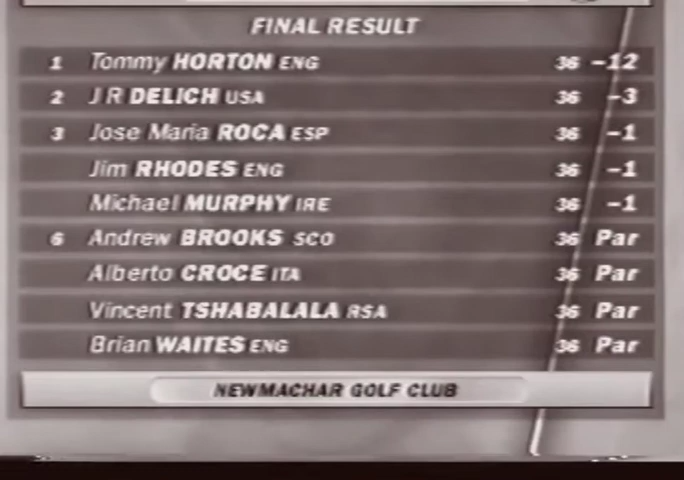 FINAL RESULT
1 Tommy HORTON ENG 36 -12
2 J R DELICH USA 36 -3
3 Jose Maria ROCA ESP 36 -1
Jim RHODES ENG 36 -1
Michael MURPHY IRE 36 -1
6 Andrew BROOKS SCO 36 Par
Alberto CROCE ITA 36 Par
Vincent TSHABALALA RSA 36 Par
Brian WAITES ENG 36 Par
NEWMACHAR GOLF CLUB